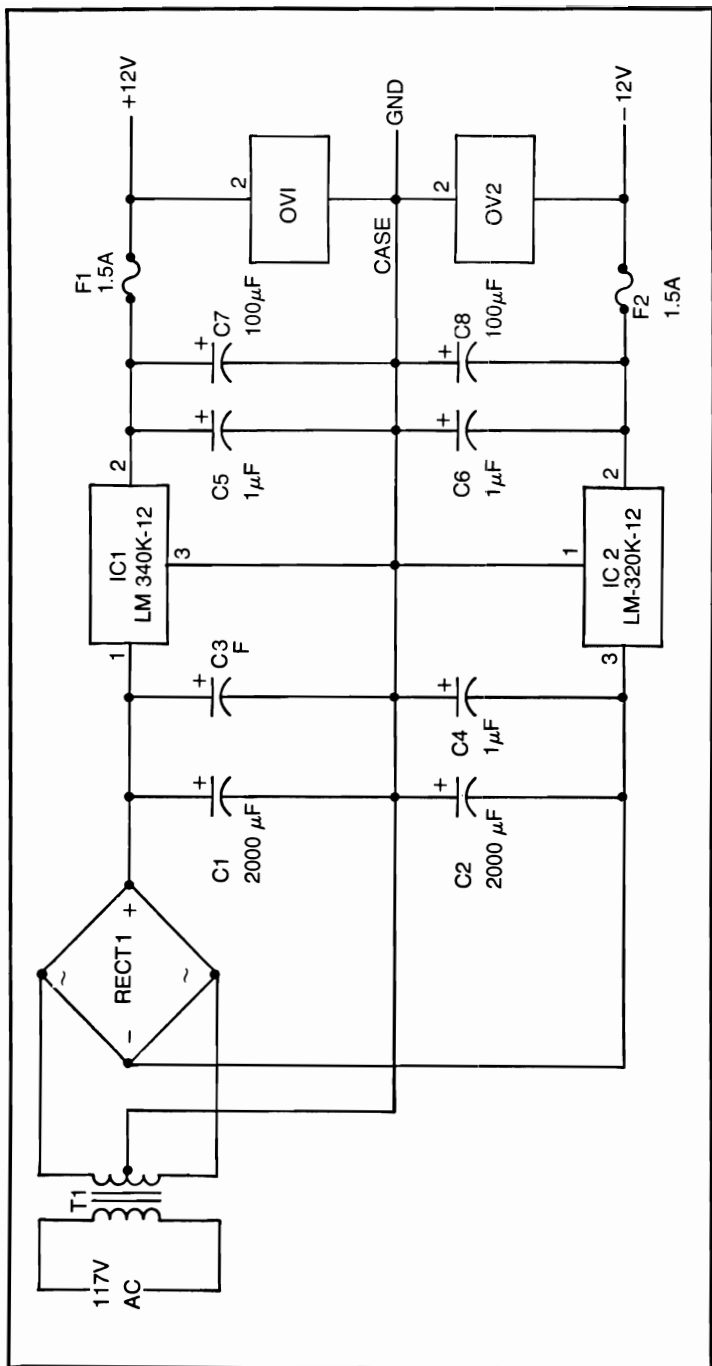 117V
AC
T1
~
RECT1
+
-
~
C1
2000 µF
+
C2
2000 µF
+
C3
F
+
C4
1µF
+
1
IC1
LM 340K-12
2
3
3
IC 2
LM-320K-12
1
2
C5
1µF
+
C6
1µF
+
C7
100µF
+
C8
100µF
+
F1
1.5A
F2
1.5A
2
OV1
CASE
2
OV2
+12V
GND
-12V